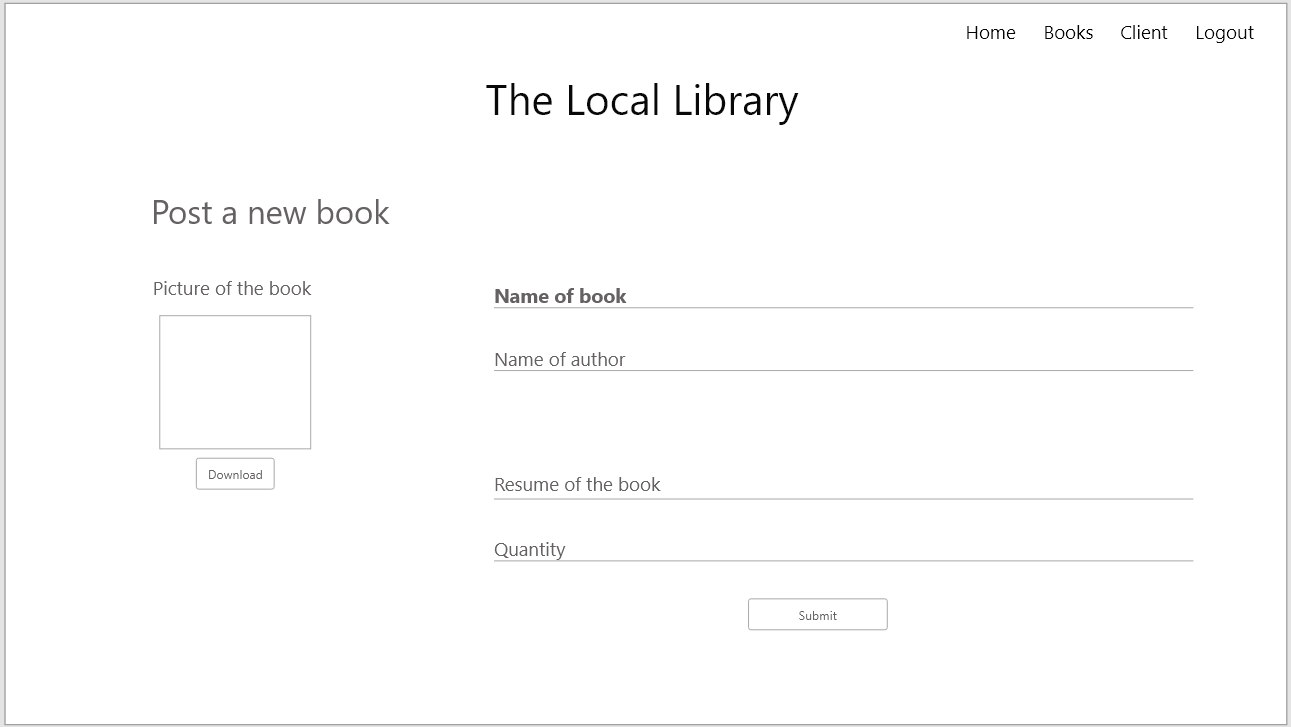 Home Books Client Logout
The Local Library
Post a new book
Picture of the book
Download
Name of book
Name of author
Resume of the book
Quantity
Submit